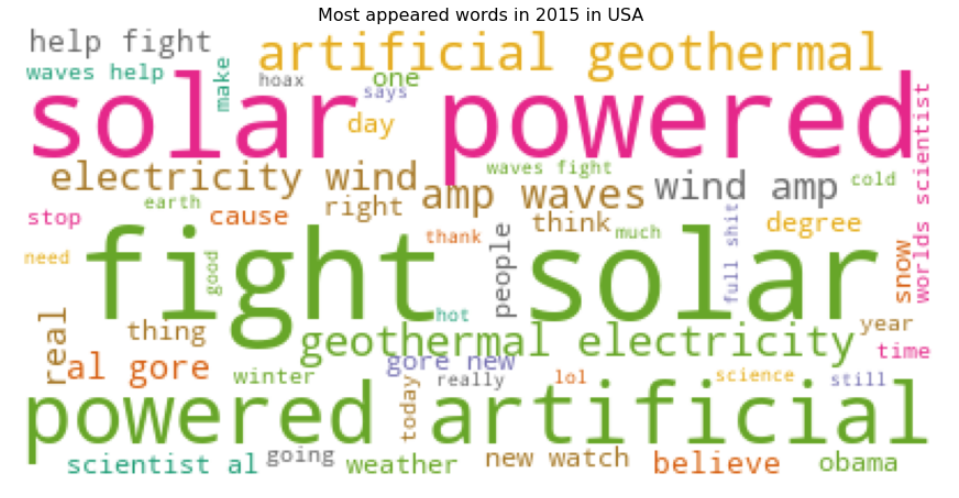 Most appeared words in 2015 in USA
help fight
artificial geothermal
waves help
make
hoax
one
says
solar powered
day
worlds scientist
electricity wind
waves fight
amp waves
wind amp
cold
earth
right
stop
cause
think
degree
full shit
thank
people
much
fight solar
need
good
snow
hot
real
thing
geothermal electricity
year
time
al gore
gore new
winter
really
lol
science
still
today
powered artificial
scientist al
going
weather
new watch
believe
obama